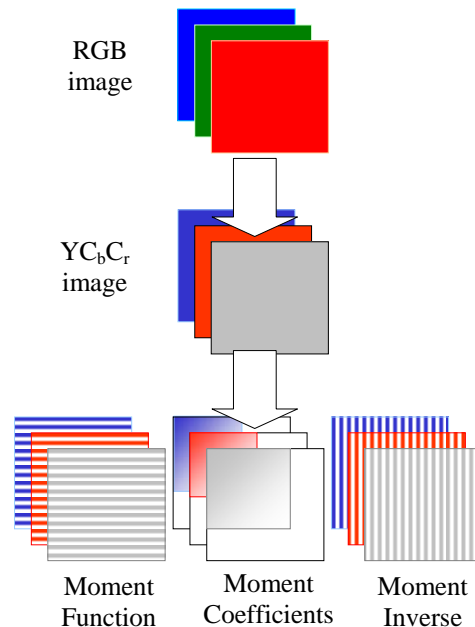 RGB
image
YCbCr
image
Moment
Function
Moment
Coefficients
Moment
Inverse